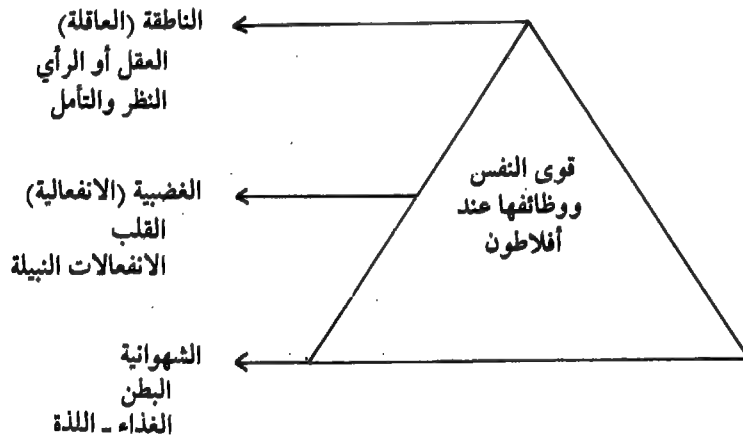 الناطقة (العاقلة)
العقل أو الرأي
النظر والتأمل
قوى النفس
ووظائفها عند
أفلاطون
الغضبية (الانفعالية)
القلب
الانفعالات النبيلة
الشهوانية
البطن
الغذاء - اللذة